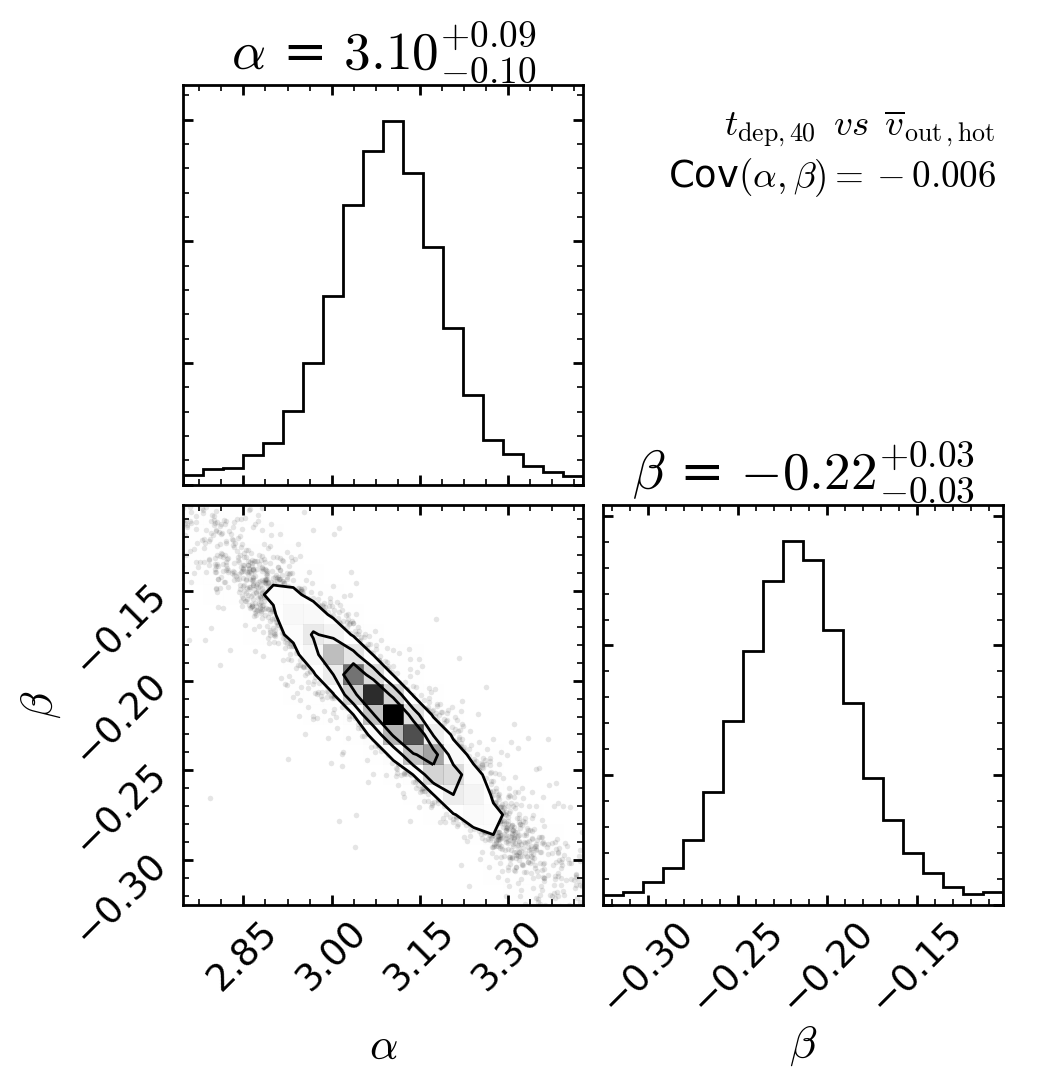 α = 3.10 +0.09 −0.10
t dep, 40 vs v̅ out, hot
Cov(α, β) = − 0.006
β = −0.22 +0.03 −0.03
−0.15
−0.20
−0.25
−0.30
β
2.85 3.00 3.15 3.30
−0.30 −0.25 −0.20 −0.15
α
β